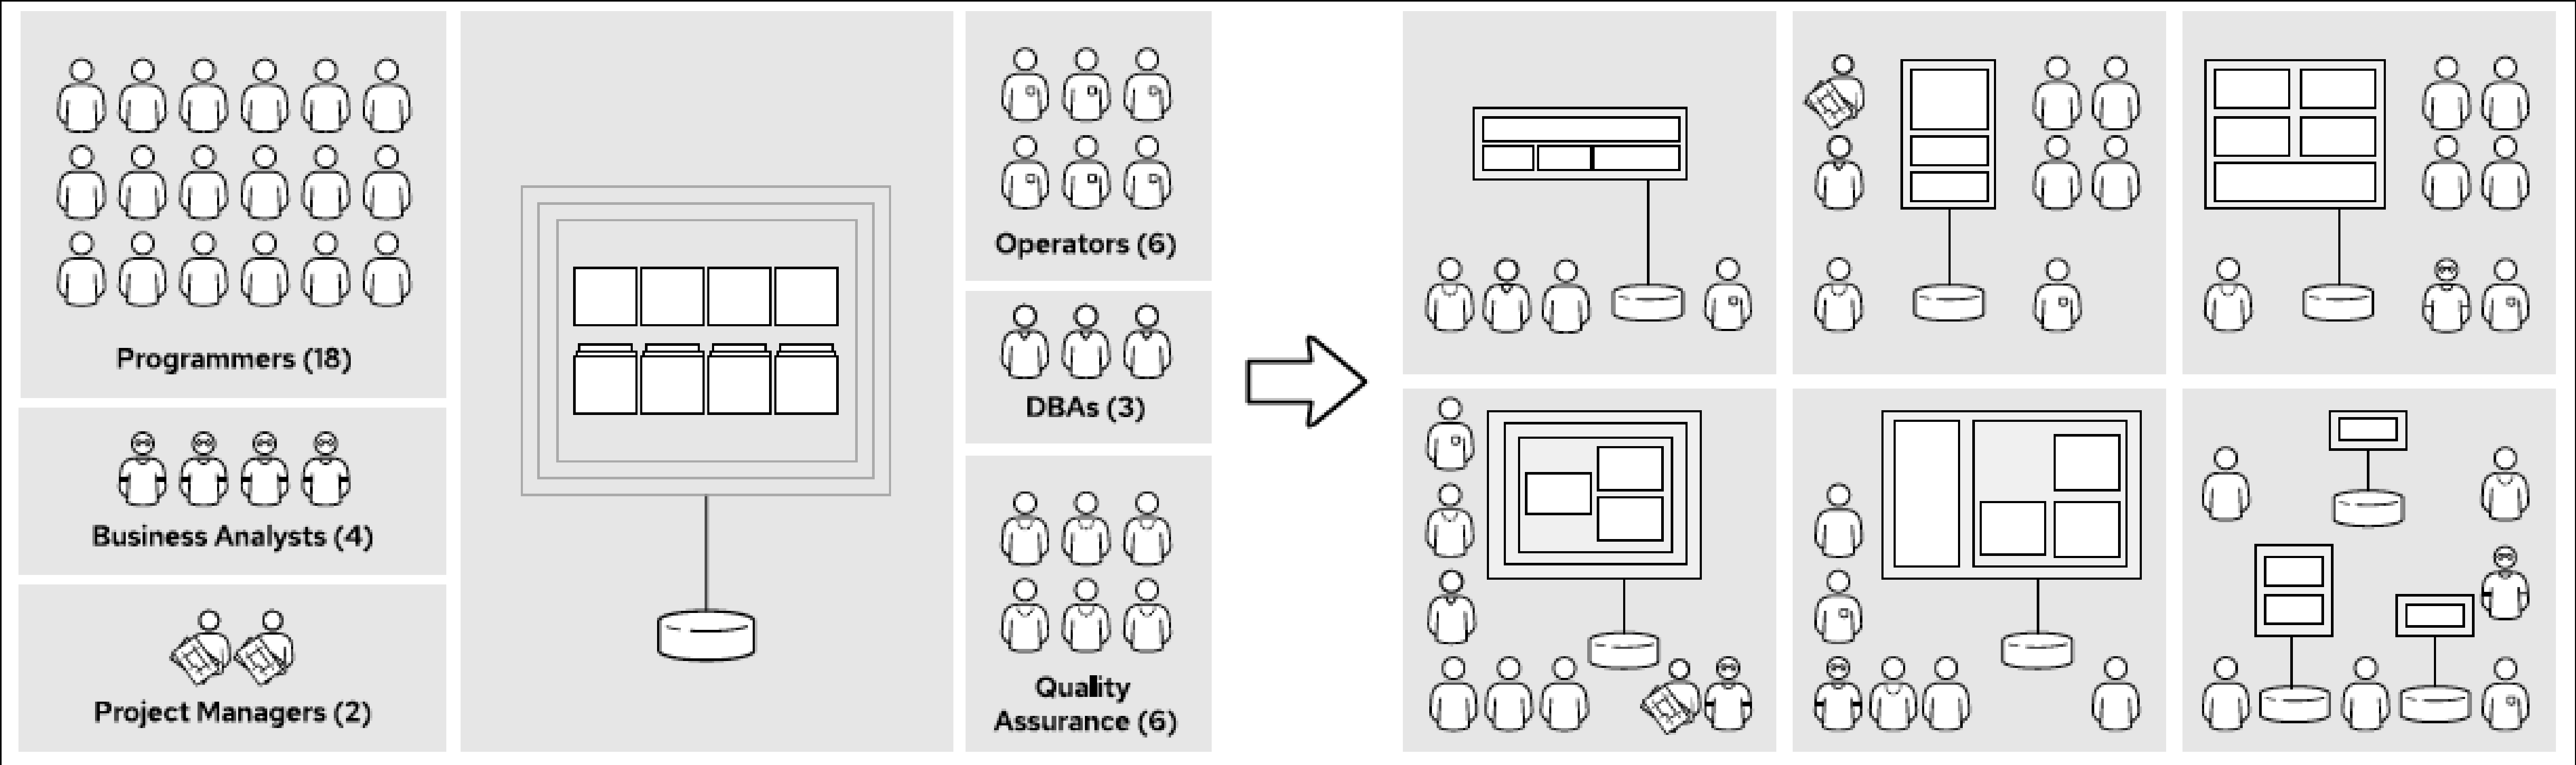 Programmers (18)
Business Analysts (4)
Project Managers (2)
Operators (6)
DBAs (3)
Quality
Assurance (6)